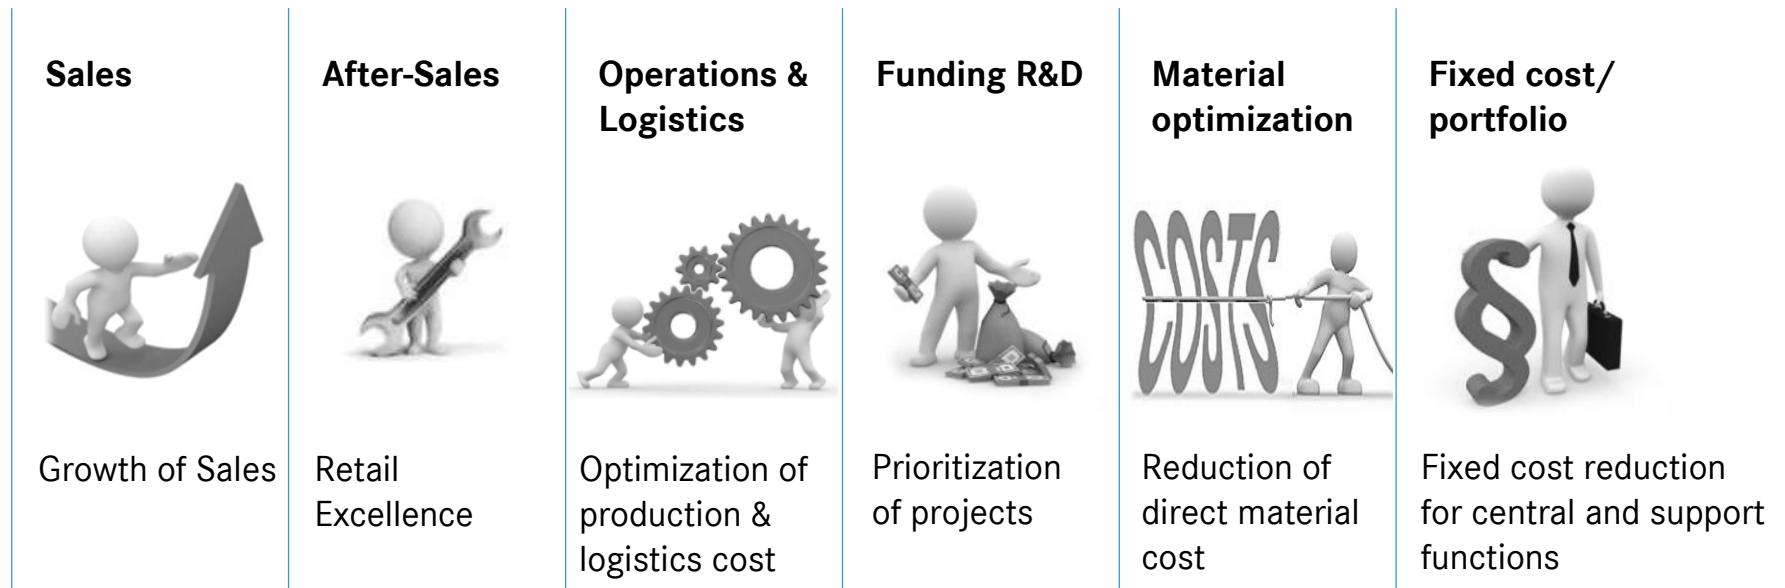 Sales
After-Sales
Operations &
Logistics
Funding R&D
Material
optimization
Fixed cost/
portfolio
COSTS
Growth of Sales
Retail
Excellence
Optimization of
production &
logistics cost
Prioritization
of projects
Reduction of
direct material
cost
Fixed cost reduction
for central and support
functions